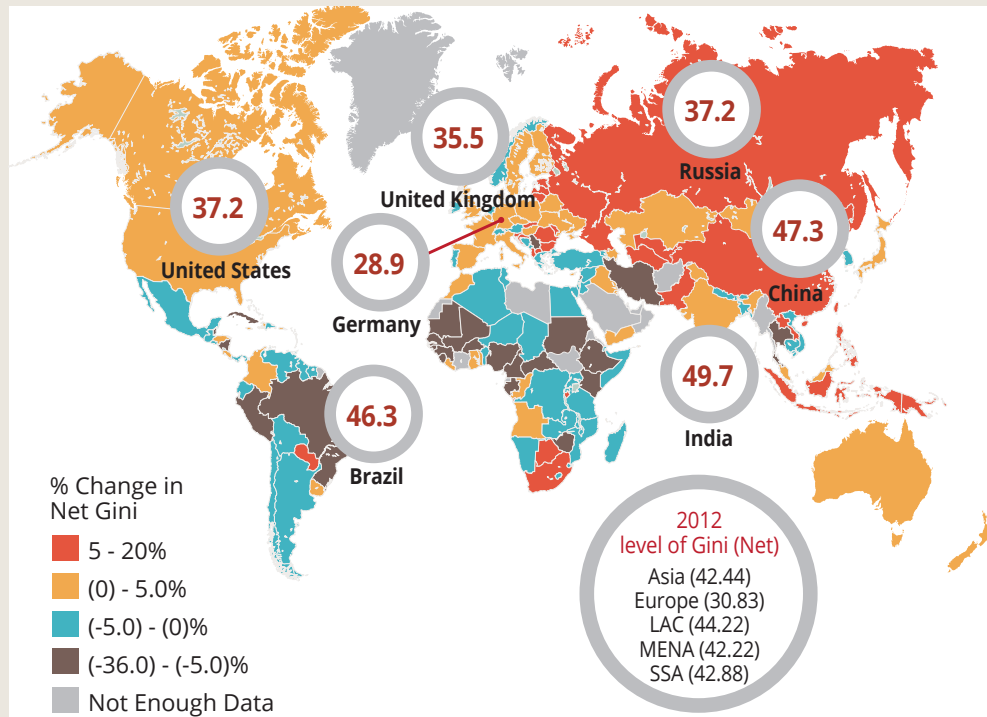 35.5
United Kingdom
37.2
Russia
37.2
United States
47.3
China
28.9
Germany
49.7
India
46.3
Brazil
% Change in
Net Gini
5 - 20%
(0) - 5.0%
(-5.0) - (0)%
(-36.0) - (-5.0)%
Not Enough Data
2012
level of Gini (Net)
Asia (42.44)
Europe (30.83)
LAC (44.22)
MENA (42.22)
SSA (42.88)